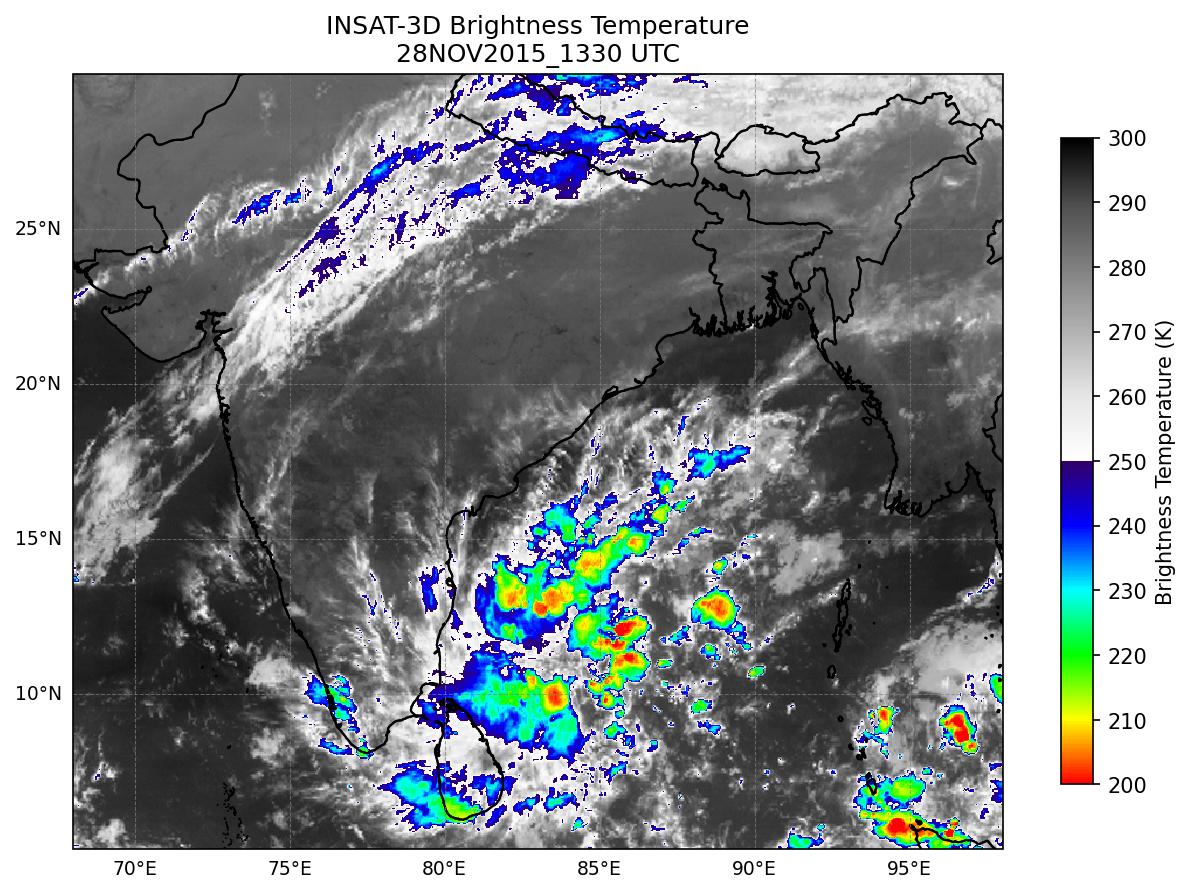 INSAT-3D Brightness Temperature
28NOV2015_1330 UTC
25°N
20°N
15°N
10°N
70°E
75°E
80°E
85°E
90°E
95°E
300
290
280
270
260
250
240
230
220
210
200
Brightness Temperature (K)